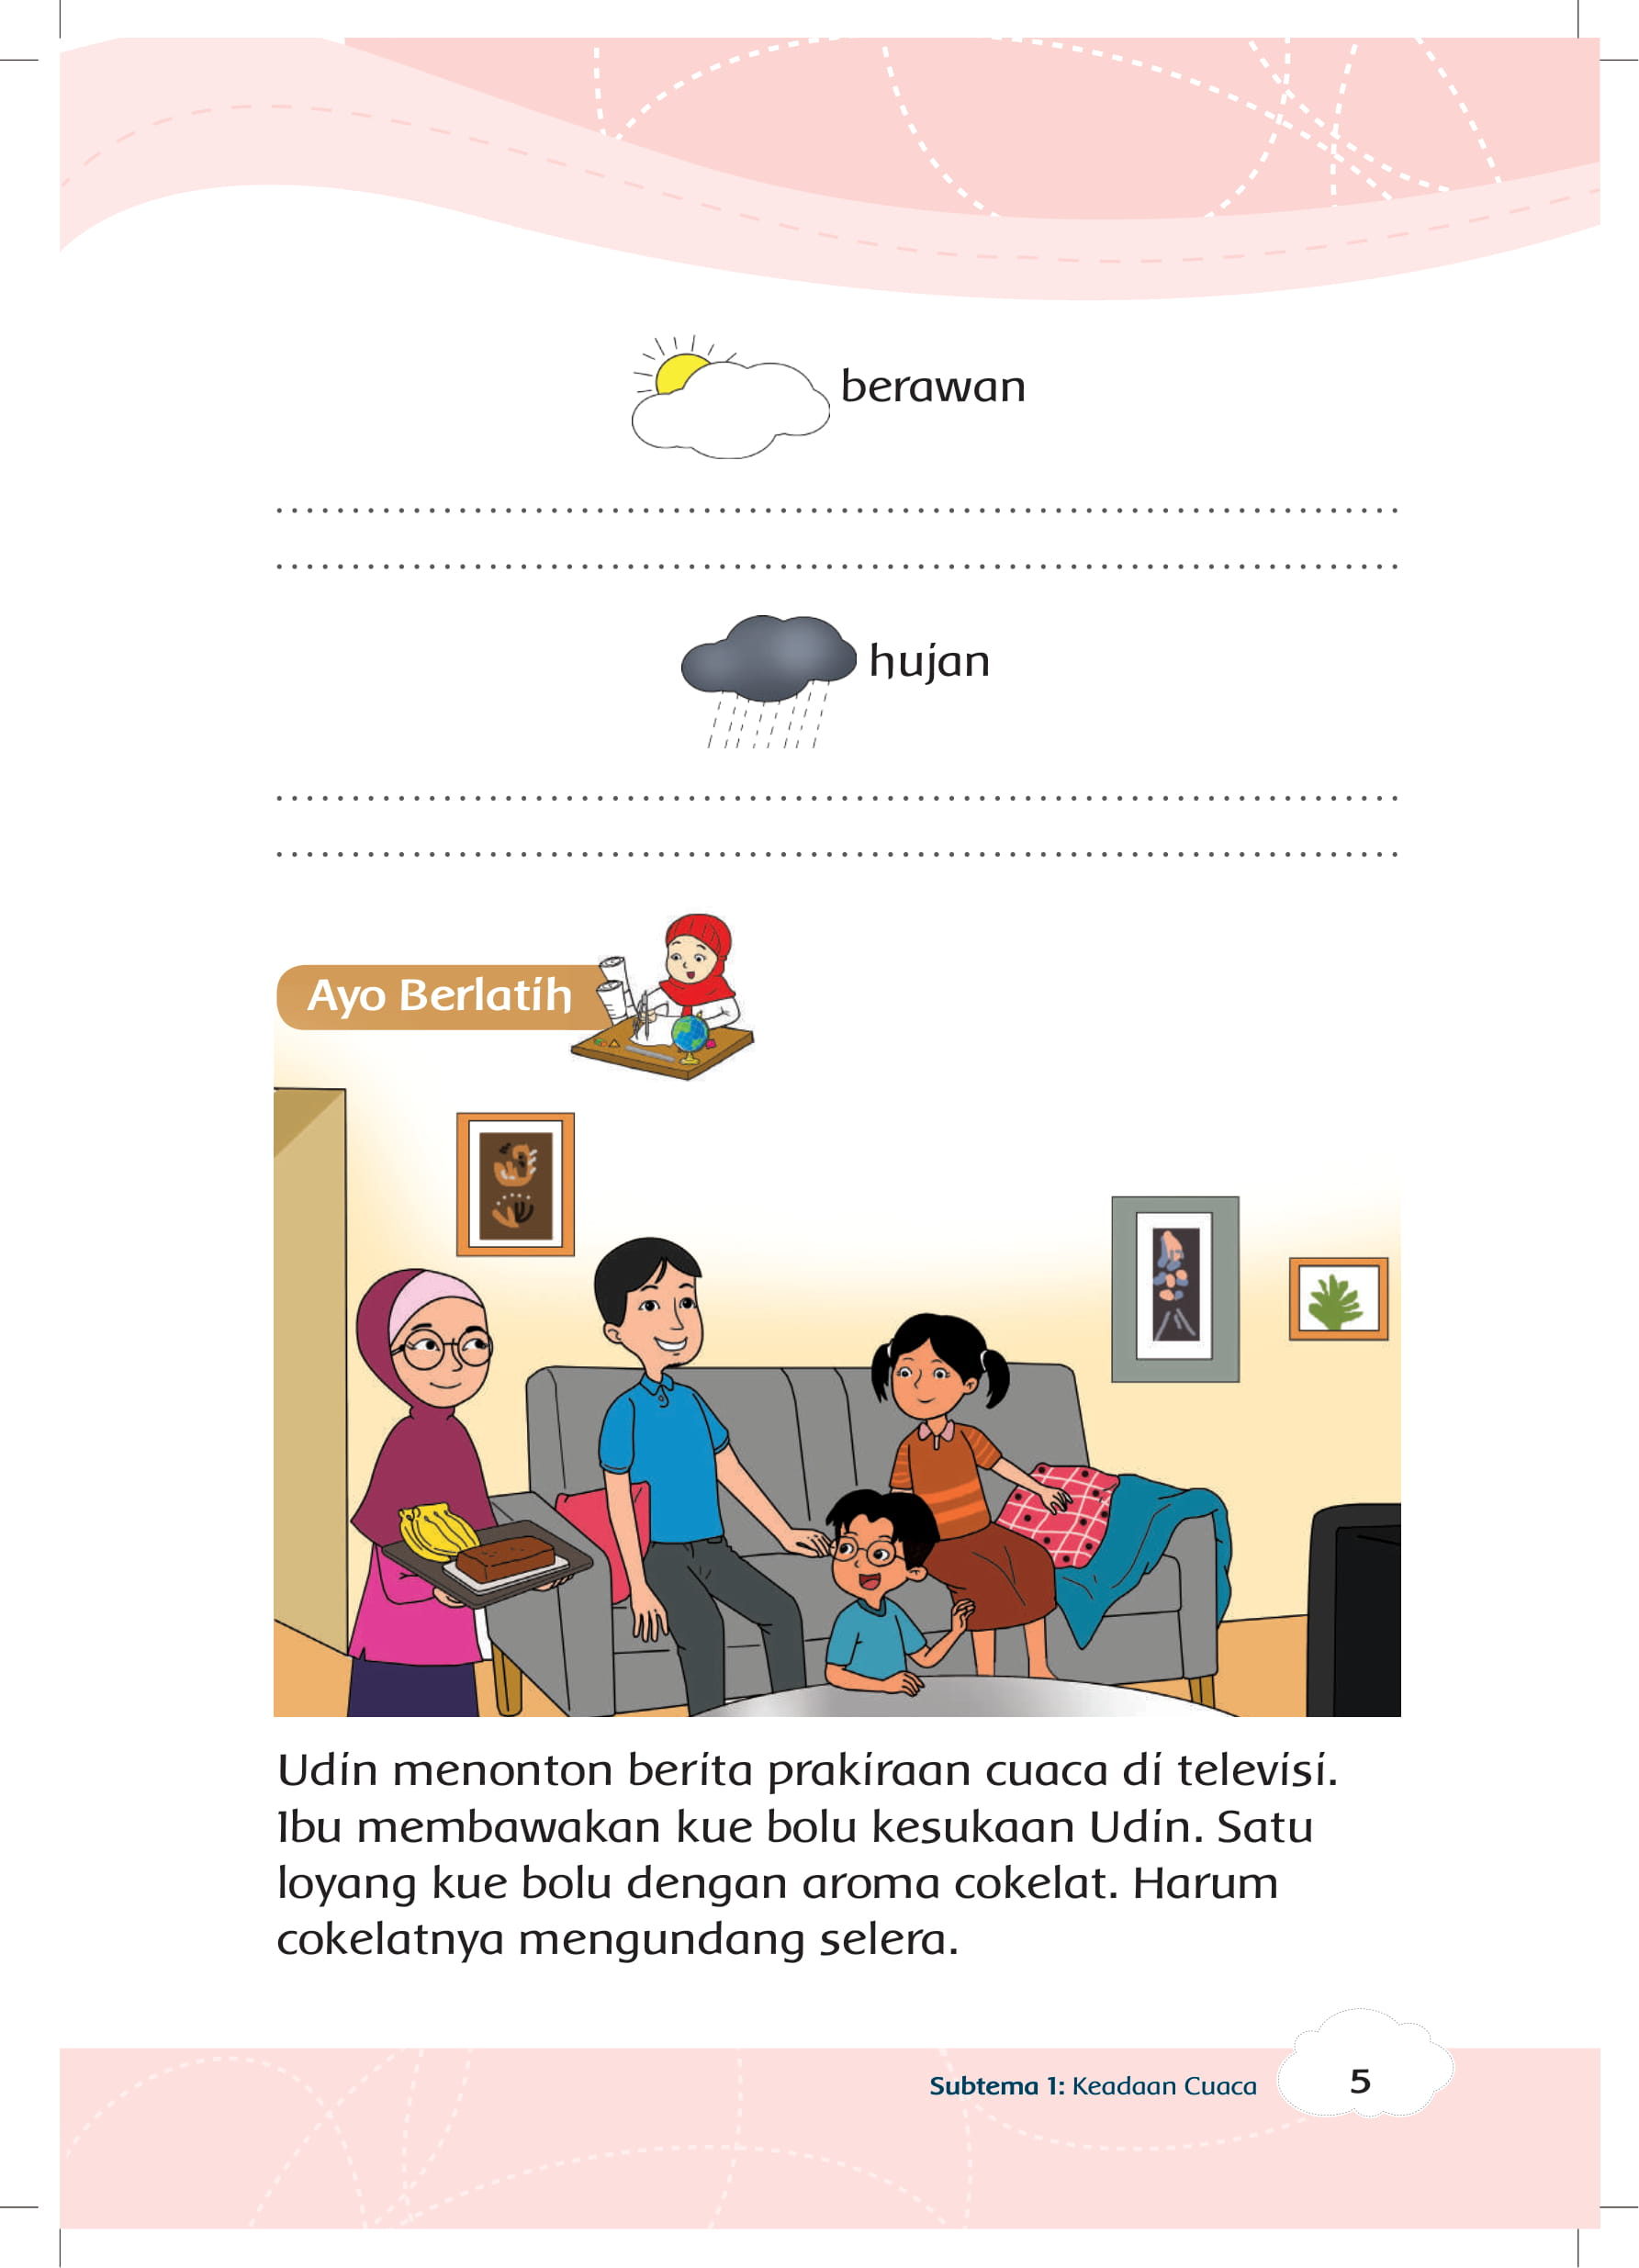 berawan
hujan
Ayo Berlatih
Udin menonton berita prakiraan cuaca di televisi.
Ibu membawakan kue bolu kesukaan Udin. Satu
loyang kue bolu dengan aroma cokelat. Harum
cokelatnya mengundang selera.
Subtema 1: Keadaan Cuaca
5